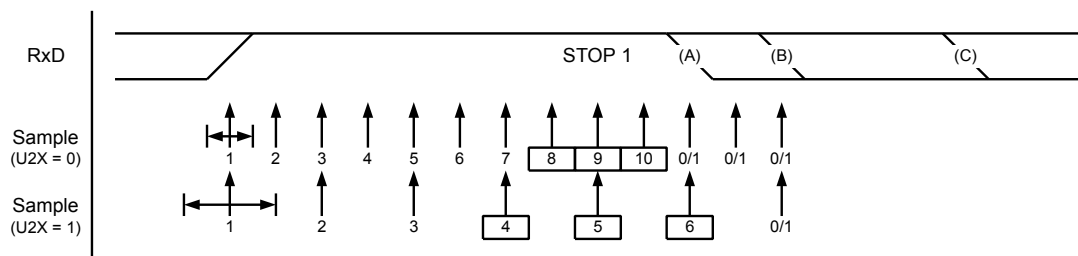 RxD STOP 1 (A) (B) (C)
Sample
(U2X = 0)
1 2 3 4 5 6 7 8 9 10 0/1 0/1 0/1
Sample
(U2X = 1)
1 2 3 4 5 6 0/1